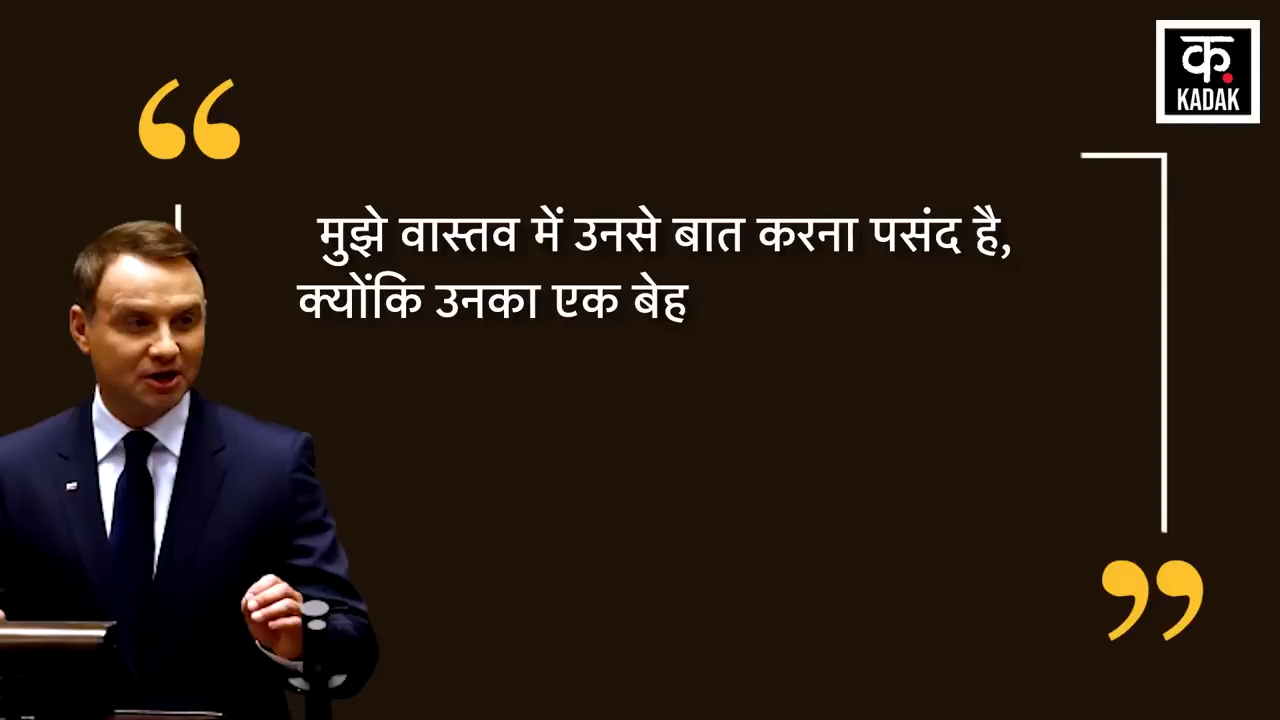 क.
KADAK
मुझे वास्तव में उनसे बात करना पसंद है,
क्योंकि उनका एक बेह